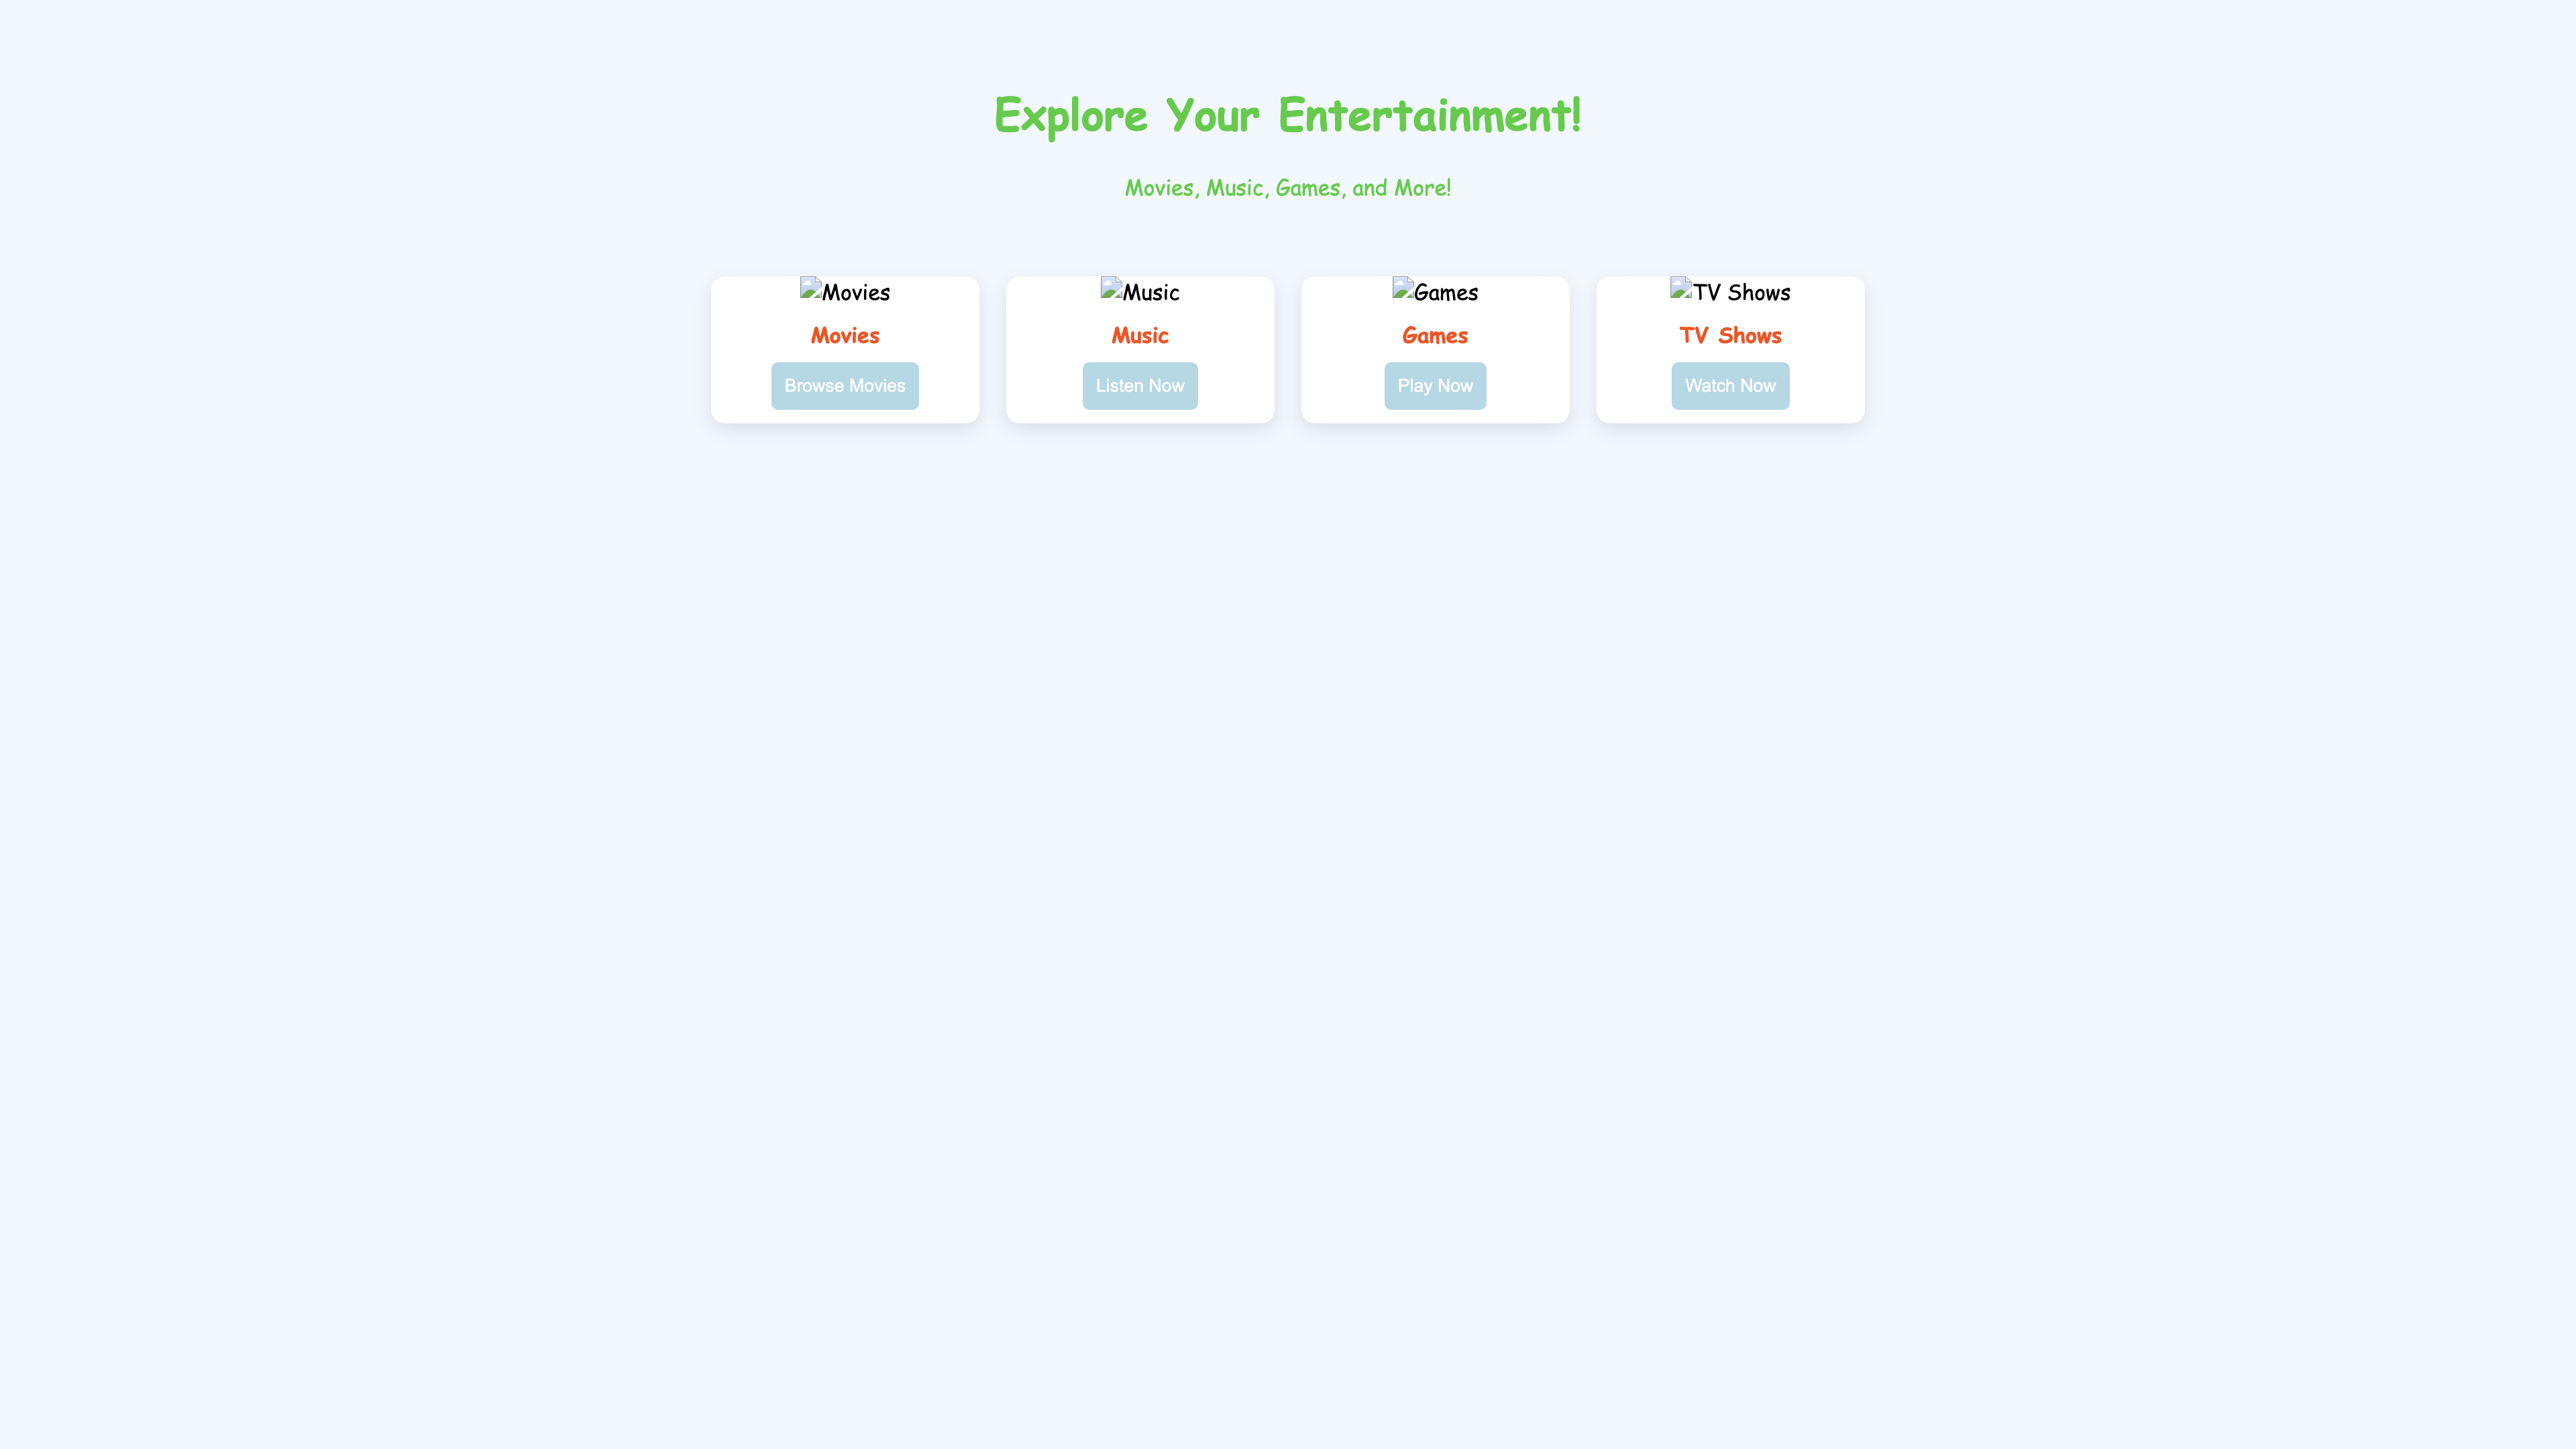 Explore Your Entertainment!
Movies, Music, Games, and More!
Movies
Movies
Browse Movies
Music
Music
Listen Now
Games
Games
Play Now
TV Shows
TV Shows
Watch Now